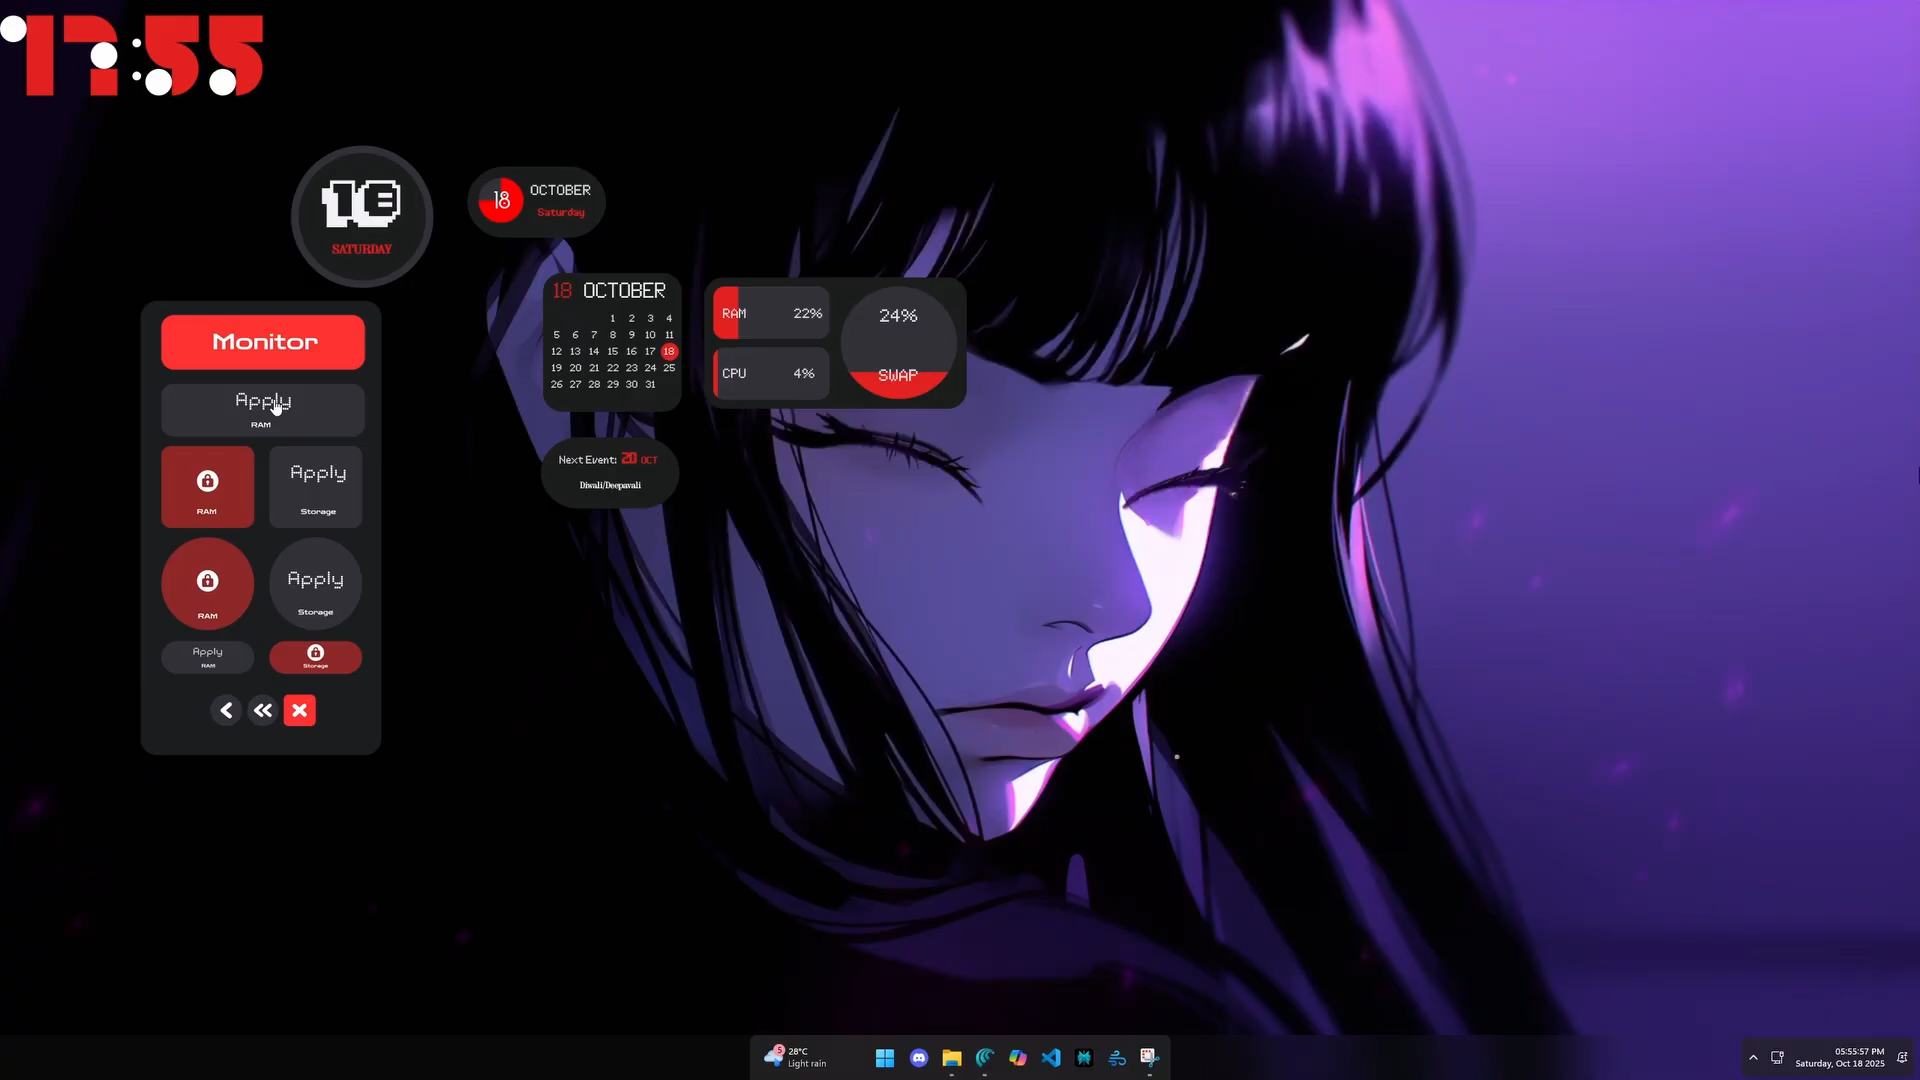 17:55
18
SATURDAY
18
OCTOBER
Saturday
18 OCTOBER
1 2 3 4
5 6 7 8 9 10 11
12 13 14 15 16 17 18
19 20 21 22 23 24 25
26 27 28 29 30 31
RAM 22%
CPU 4%
24%
SWAP
Next Event: 20 OCT
Diwali/Deepavali
Monitor
Apply
RAM
RAM
Apply
Storage
RAM
Apply
Storage
Apply
RAM
Storage
5
28°C
Light rain
05:55:57 PM
Saturday, Oct 18 2025